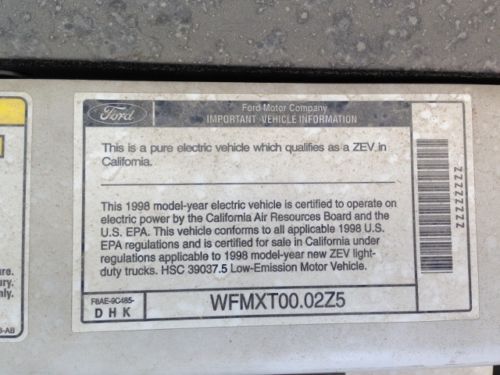 Ford
Ford Motor Company
IMPORTANT VEHICLE INFORMATION
This is a pure electric vehicle which qualifies as a ZEV in
California.
This 1998 model-year electric vehicle is certified to operate on
electric power by the California Air Resources Board and the
U.S. EPA. This vehicle conforms to all applicable 1998 U.S.
EPA regulations and is certified for sale in California under
regulations applicable to 1998 model-year new ZEV light-
duty trucks. HSC 39037.5 Low-Emission Motor Vehicle.
ZZZZZZZZ
F8AE-9C485-
DHK
WFMXT00.02Z5
-AB